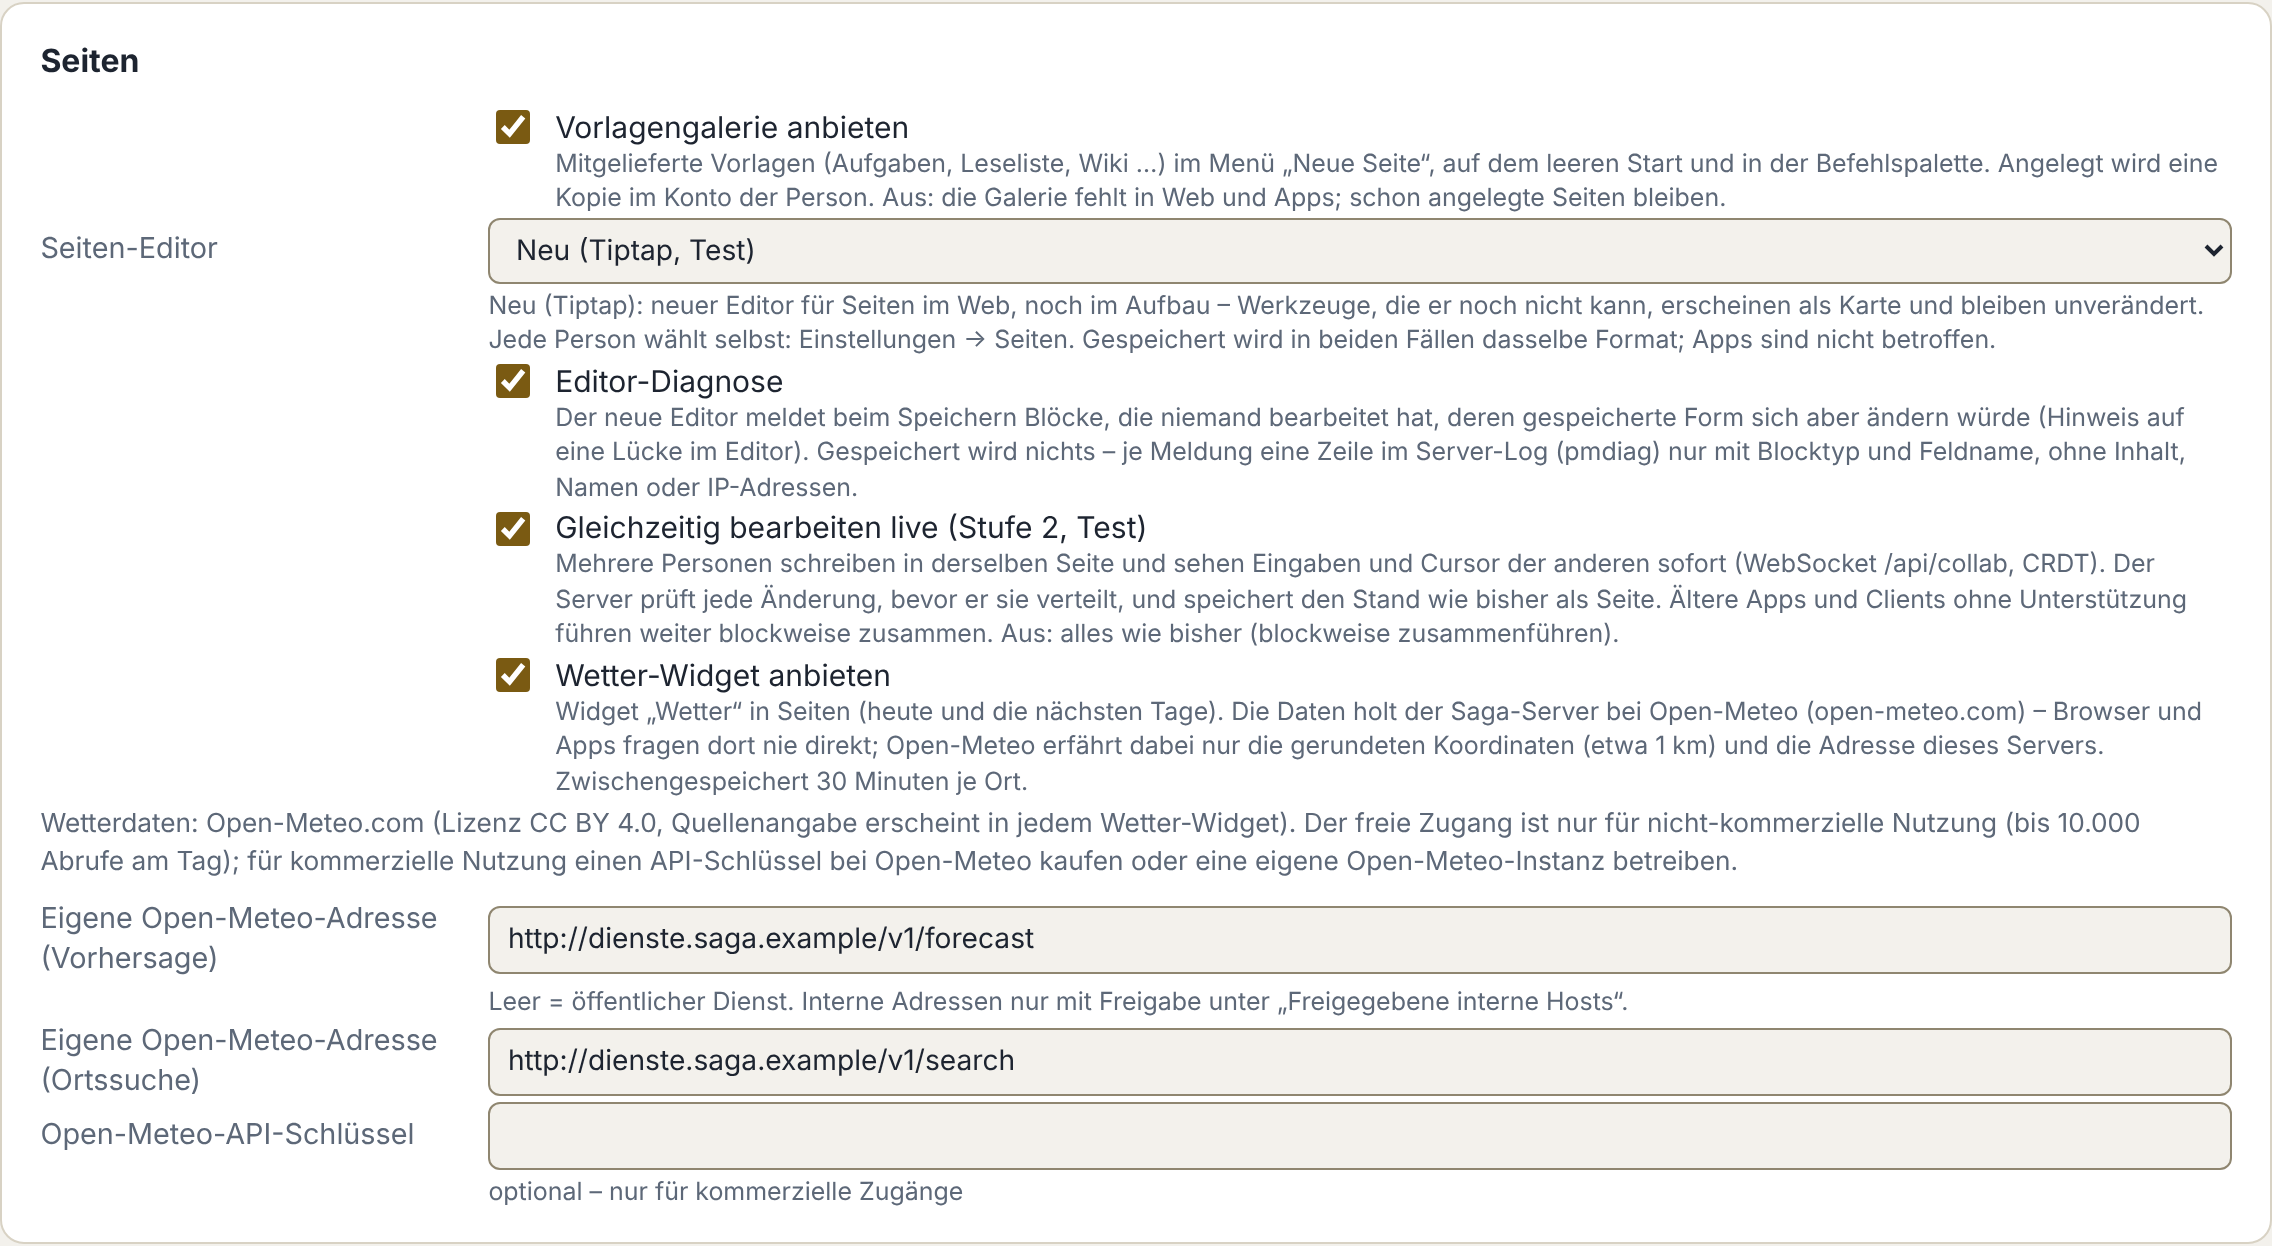 Seiten
Vorlagengalerie anbieten
Mitgelieferte Vorlagen (Aufgaben, Leseliste, Wiki …) im Menü „Neue Seite“, auf dem leeren Start und in der Befehlspalette. Angelegt wird eine
Kopie im Konto der Person. Aus: die Galerie fehlt in Web und Apps; schon angelegte Seiten bleiben.
Seiten-Editor
Neu (Tiptap, Test)
Neu (Tiptap): neuer Editor für Seiten im Web, noch im Aufbau – Werkzeuge, die er noch nicht kann, erscheinen als Karte und bleiben unverändert.
Jede Person wählt selbst: Einstellungen → Seiten. Gespeichert wird in beiden Fällen dasselbe Format; Apps sind nicht betroffen.
Editor-Diagnose
Der neue Editor meldet beim Speichern Blöcke, die niemand bearbeitet hat, deren gespeicherte Form sich aber ändern würde (Hinweis auf
eine Lücke im Editor). Gespeichert wird nichts – je Meldung eine Zeile im Server-Log (pmdiag) nur mit Blocktyp und Feldname, ohne Inhalt,
Namen oder IP-Adressen.
Gleichzeitig bearbeiten live (Stufe 2, Test)
Mehrere Personen schreiben in derselben Seite und sehen Eingaben und Cursor der anderen sofort (WebSocket /api/collab, CRDT). Der
Server prüft jede Änderung, bevor er sie verteilt, und speichert den Stand wie bisher als Seite. Ältere Apps und Clients ohne Unterstützung
führen weiter blockweise zusammen. Aus: alles wie bisher (blockweise zusammenführen).
Wetter-Widget anbieten
Widget „Wetter“ in Seiten (heute und die nächsten Tage). Die Daten holt der Saga-Server bei Open-Meteo (open-meteo.com) – Browser und
Apps fragen dort nie direkt; Open-Meteo erfährt dabei nur die gerundeten Koordinaten (etwa 1 km) und die Adresse dieses Servers.
Zwischengespeichert 30 Minuten je Ort.
Wetterdaten: Open-Meteo.com (Lizenz CC BY 4.0, Quellenangabe erscheint in jedem Wetter-Widget). Der freie Zugang ist nur für nicht-kommerzielle Nutzung (bis 10.000
Abrufe am Tag); für kommerzielle Nutzung einen API-Schlüssel bei Open-Meteo kaufen oder eine eigene Open-Meteo-Instanz betreiben.
Eigene Open-Meteo-Adresse
(Vorhersage)
http://dienste.saga.example/v1/forecast
Leer = öffentlicher Dienst. Interne Adressen nur mit Freigabe unter „Freigegebene interne Hosts“.
Eigene Open-Meteo-Adresse
(Ortssuche)
http://dienste.saga.example/v1/search
Open-Meteo-API-Schlüssel
optional – nur für kommerzielle Zugänge